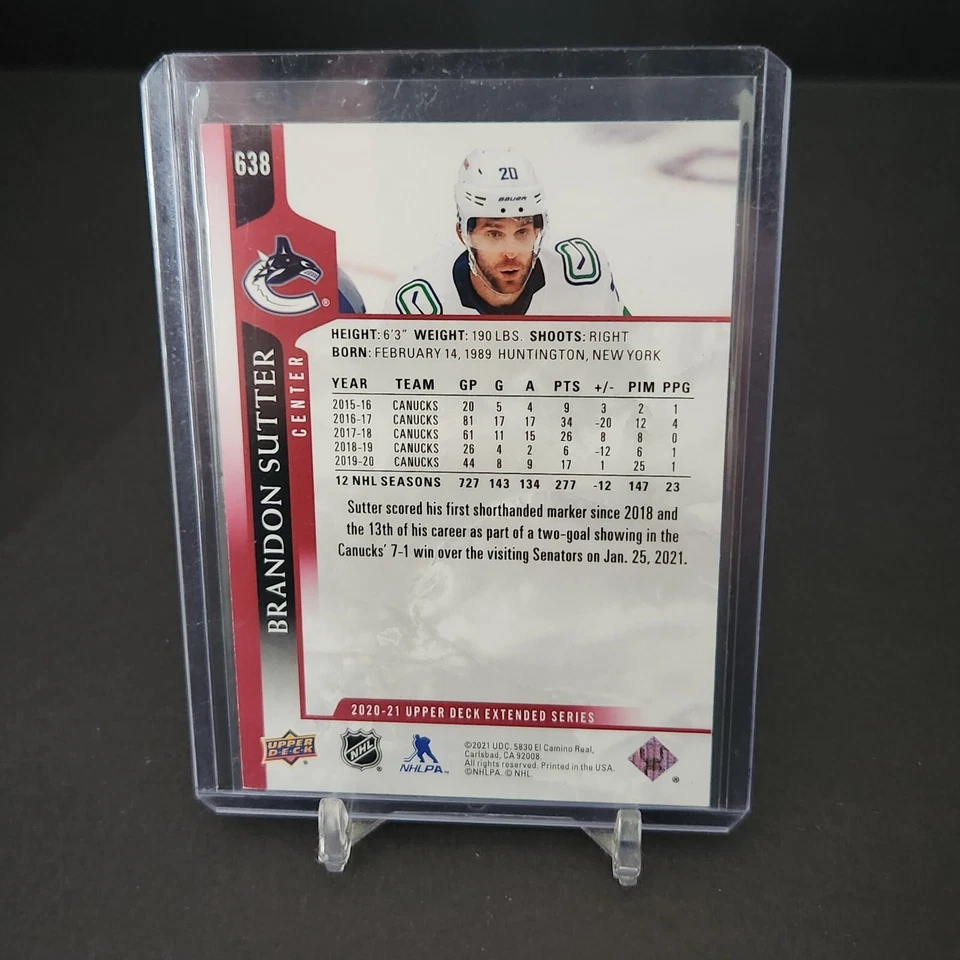 638
20
BAUER
BRANDON SUTTER
CENTER
HEIGHT: 6'3" WEIGHT: 190 LBS. SHOOTS: RIGHT
BORN: FEBRUARY 14, 1989 HUNTINGTON, NEW YORK
YEAR TEAM GP G A PTS +/- PIM PPG
2015-16 CANUCKS 20 5 4 9 3 2 1
2016-17 CANUCKS 81 17 17 34 -20 12 4
2017-18 CANUCKS 61 11 15 26 8 8 0
2018-19 CANUCKS 26 4 2 6 -12 6 1
2019-20 CANUCKS 44 8 9 17 1 25 1
12 NHL SEASONS 727 143 134 277 -12 147 23
Sutter scored his first shorthanded marker since 2018 and
the 13th of his career as part of a two-goal showing in the
Canucks' 7-1 win over the visiting Senators on Jan. 25, 2021.
2020-21 UPPER DECK EXTENDED SERIES
UPPER
DECK
NHL
NHLPA
©2021 UDC. 5830 El Camino Real,
Carlsbad, CA 92008.
All rights reserved. Printed in the USA.
©NHLPA. © NHL.